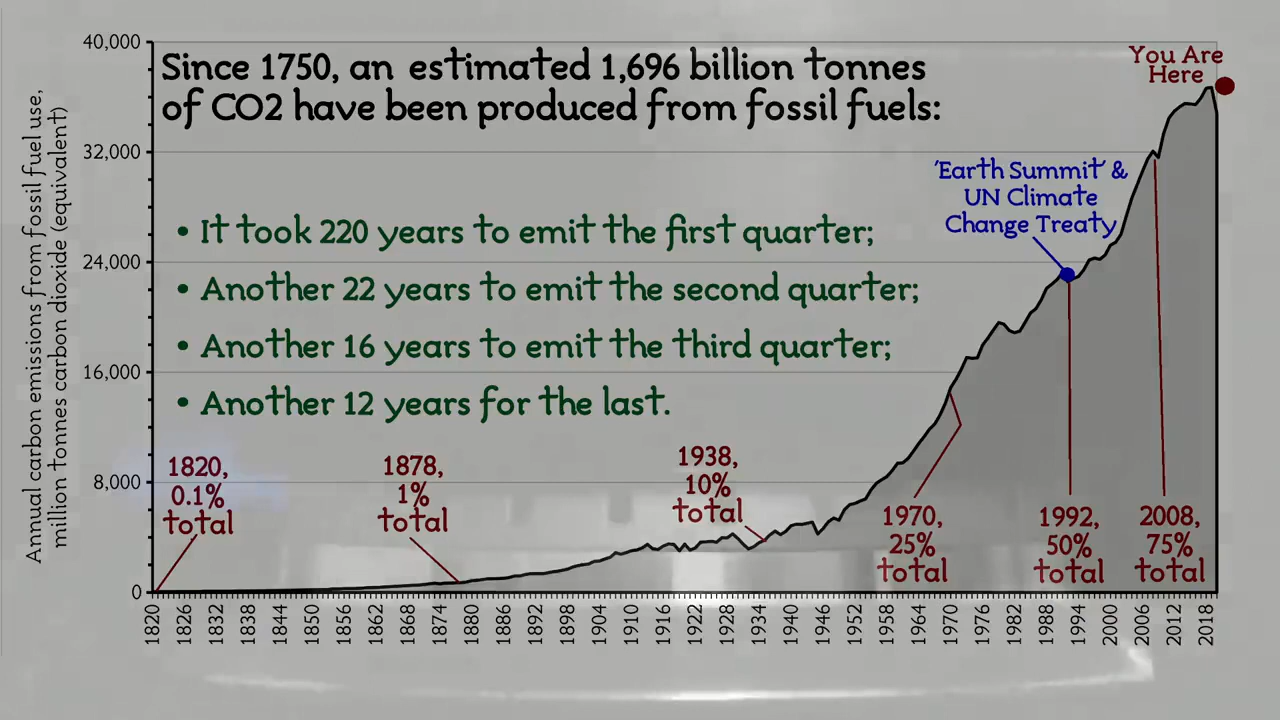 40,000
32,000
24,000
16,000
8,000
0
Annual carbon emissions from fossil fuel use,
million tonnes carbon dioxide (equivalent)
Since 1750, an estimated 1,696 billion tonnes
of CO2 have been produced from fossil fuels:
• It took 220 years to emit the first quarter;
• Another 22 years to emit the second quarter;
• Another 16 years to emit the third quarter;
• Another 12 years for the last.
You Are
Here
'Earth Summit' &
UN Climate
Change Treaty
1820,
0.1%
total
1878,
1%
total
1938,
10%
total
1970,
25%
total
1992,
50%
total
2008,
75%
total
1820
1826
1832
1838
1844
1850
1856
1862
1868
1874
1880
1886
1892
1898
1904
1910
1916
1922
1928
1934
1940
1946
1952
1958
1964
1970
1976
1982
1988
1994
2000
2006
2012
2018